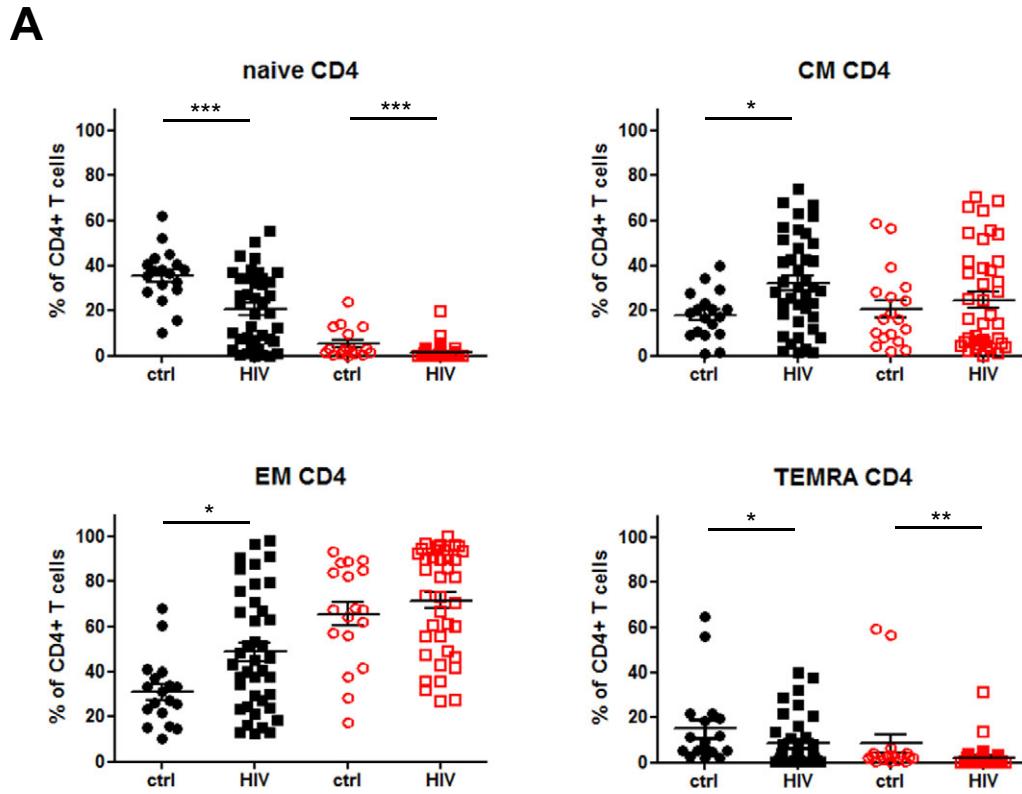 A
naive CD4
CM CD4
*** ***
*
% of CD4+ T cells
100
80
60
40
20
0
ctrl HIV ctrl HIV
% of CD4+ T cells
100
80
60
40
20
0
ctrl HIV ctrl HIV
EM CD4
TEMRA CD4
*
* **
% of CD4+ T cells
100
80
60
40
20
0
ctrl HIV ctrl HIV
% of CD4+ T cells
100
80
60
40
20
0
ctrl HIV ctrl HIV